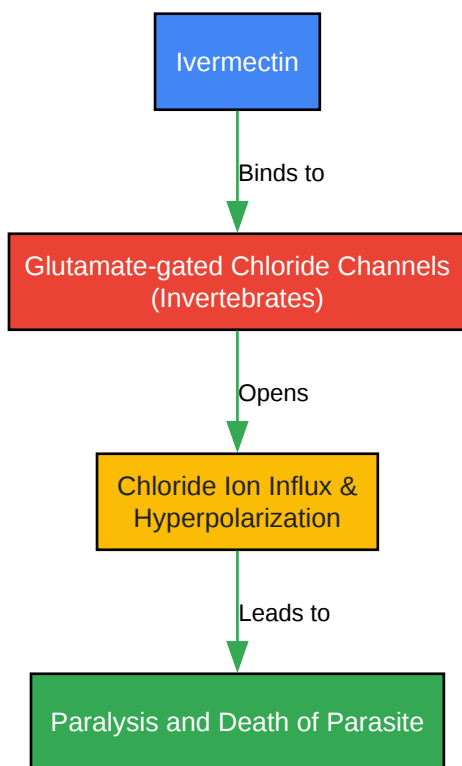 Ivermectin
Binds to
Glutamate-gated Chloride Channels
(Invertebrates)
Opens
Chloride Ion Influx &
Hyperpolarization
Leads to
Paralysis and Death of Parasite